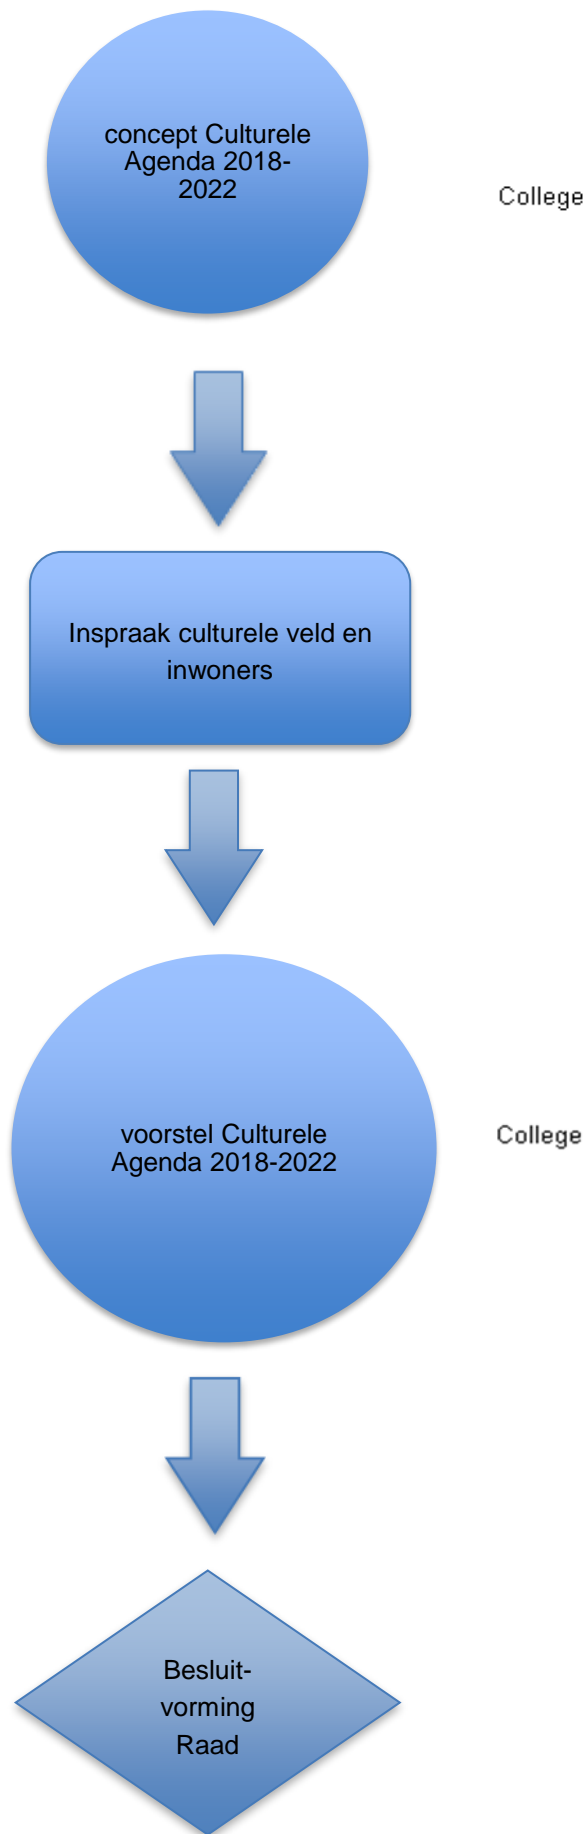 concept Culturele
Agenda 2018-
2022
College
Inspraak culturele veld en
inwoners
voorstel Culturele
Agenda 2018-2022
College
Besluit-
vorming
Raad